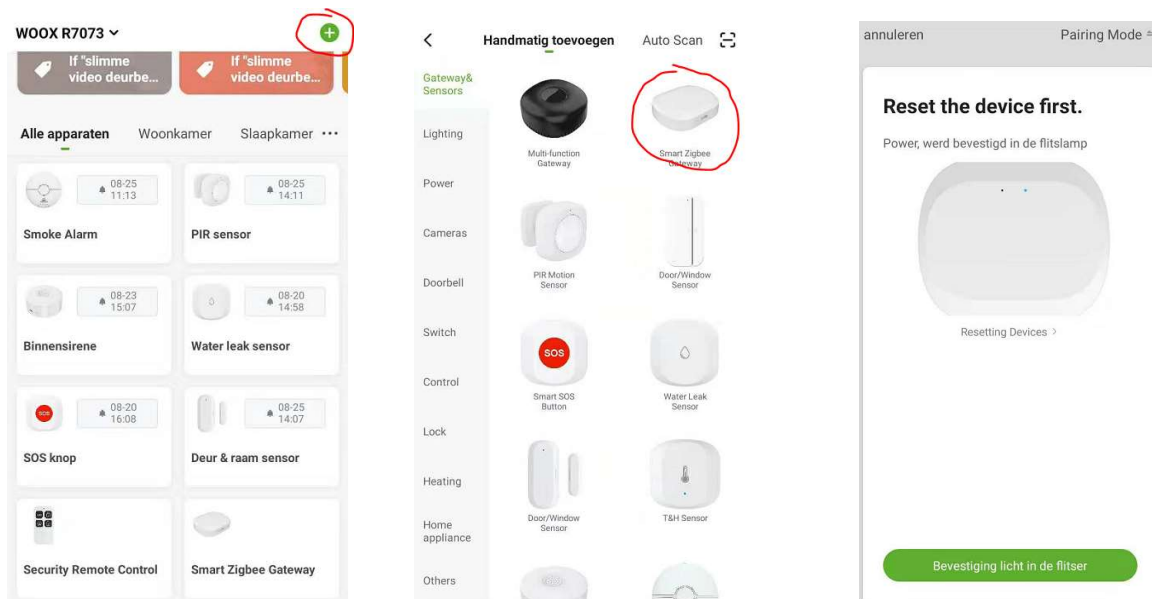 WOOX R7073
If "slimme
video deurbe...
If "slimme
video deurbe...
Alle apparaten Woonkamer Slaapkamer
08-25
11:13
08-25
14:11
Smoke Alarm PIR sensor
08-23
15:07
08-20
14:58
Binnensirene Water leak sensor
SOS
08-20
16:08
08-25
14:07
SOS knop Deur & raam sensor
Security Remote Control Smart Zigbee Gateway
Handmatig toevoegen Auto Scan
Gateway&
Sensors
Lighting
Power
Cameras
Doorbell
Switch
Control
Lock
Heating
Home
appliance
Others
Multi-function
Gateway
Smart Zigbee
Gateway
PIR Motion
Sensor
Door/Window
Sensor
SOS
Smart SOS
Button
Water Leak
Sensor
Door/Window
Sensor
T&H Sensor
annuleren Pairing Mode
Reset the device first.
Power, werd bevestigd in de flitslamp
Resetting Devices >
Bevestiging licht in de flitser